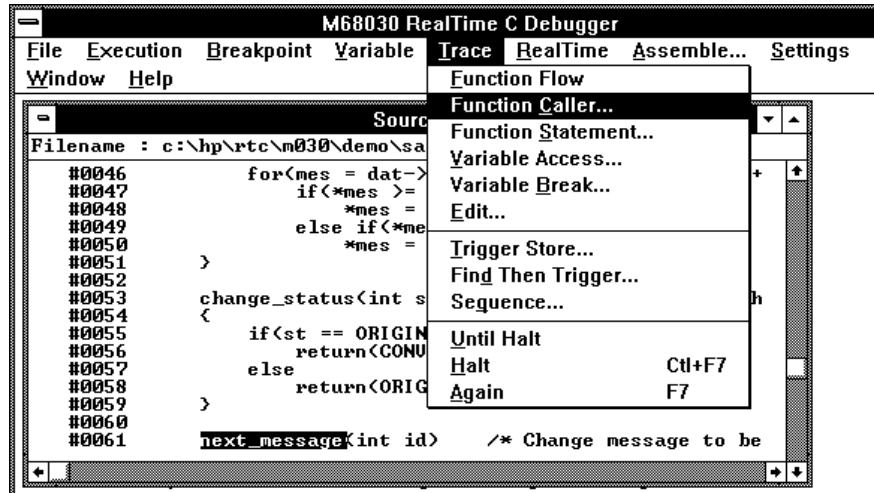 M68030 RealTime C Debugger
File Execution Breakpoint Variable Trace RealTime Assemble... Settings
Window Help
Function Flow
Function Caller...
Function Statement...
Variable Access...
Variable Break...
Edit...
Trigger Store...
Find Then Trigger...
Sequence...
Until Halt
Halt Ctl+F7
Again F7
Sourc
Filename : c:\hp\rtc\m030\demo\sa
#0046 for(mes = dat-> +
#0047 if(*mes >=
#0048 *mes =
#0049 else if(*me
#0050 *mes =
#0051 }
#0052
#0053 change_status(int s h
#0054 {
#0055 if(st == ORIGIN
#0056 return(CONV
#0057 else
#0058 return(ORIG
#0059 }
#0060
#0061 next_message(int id) /* Change message to be